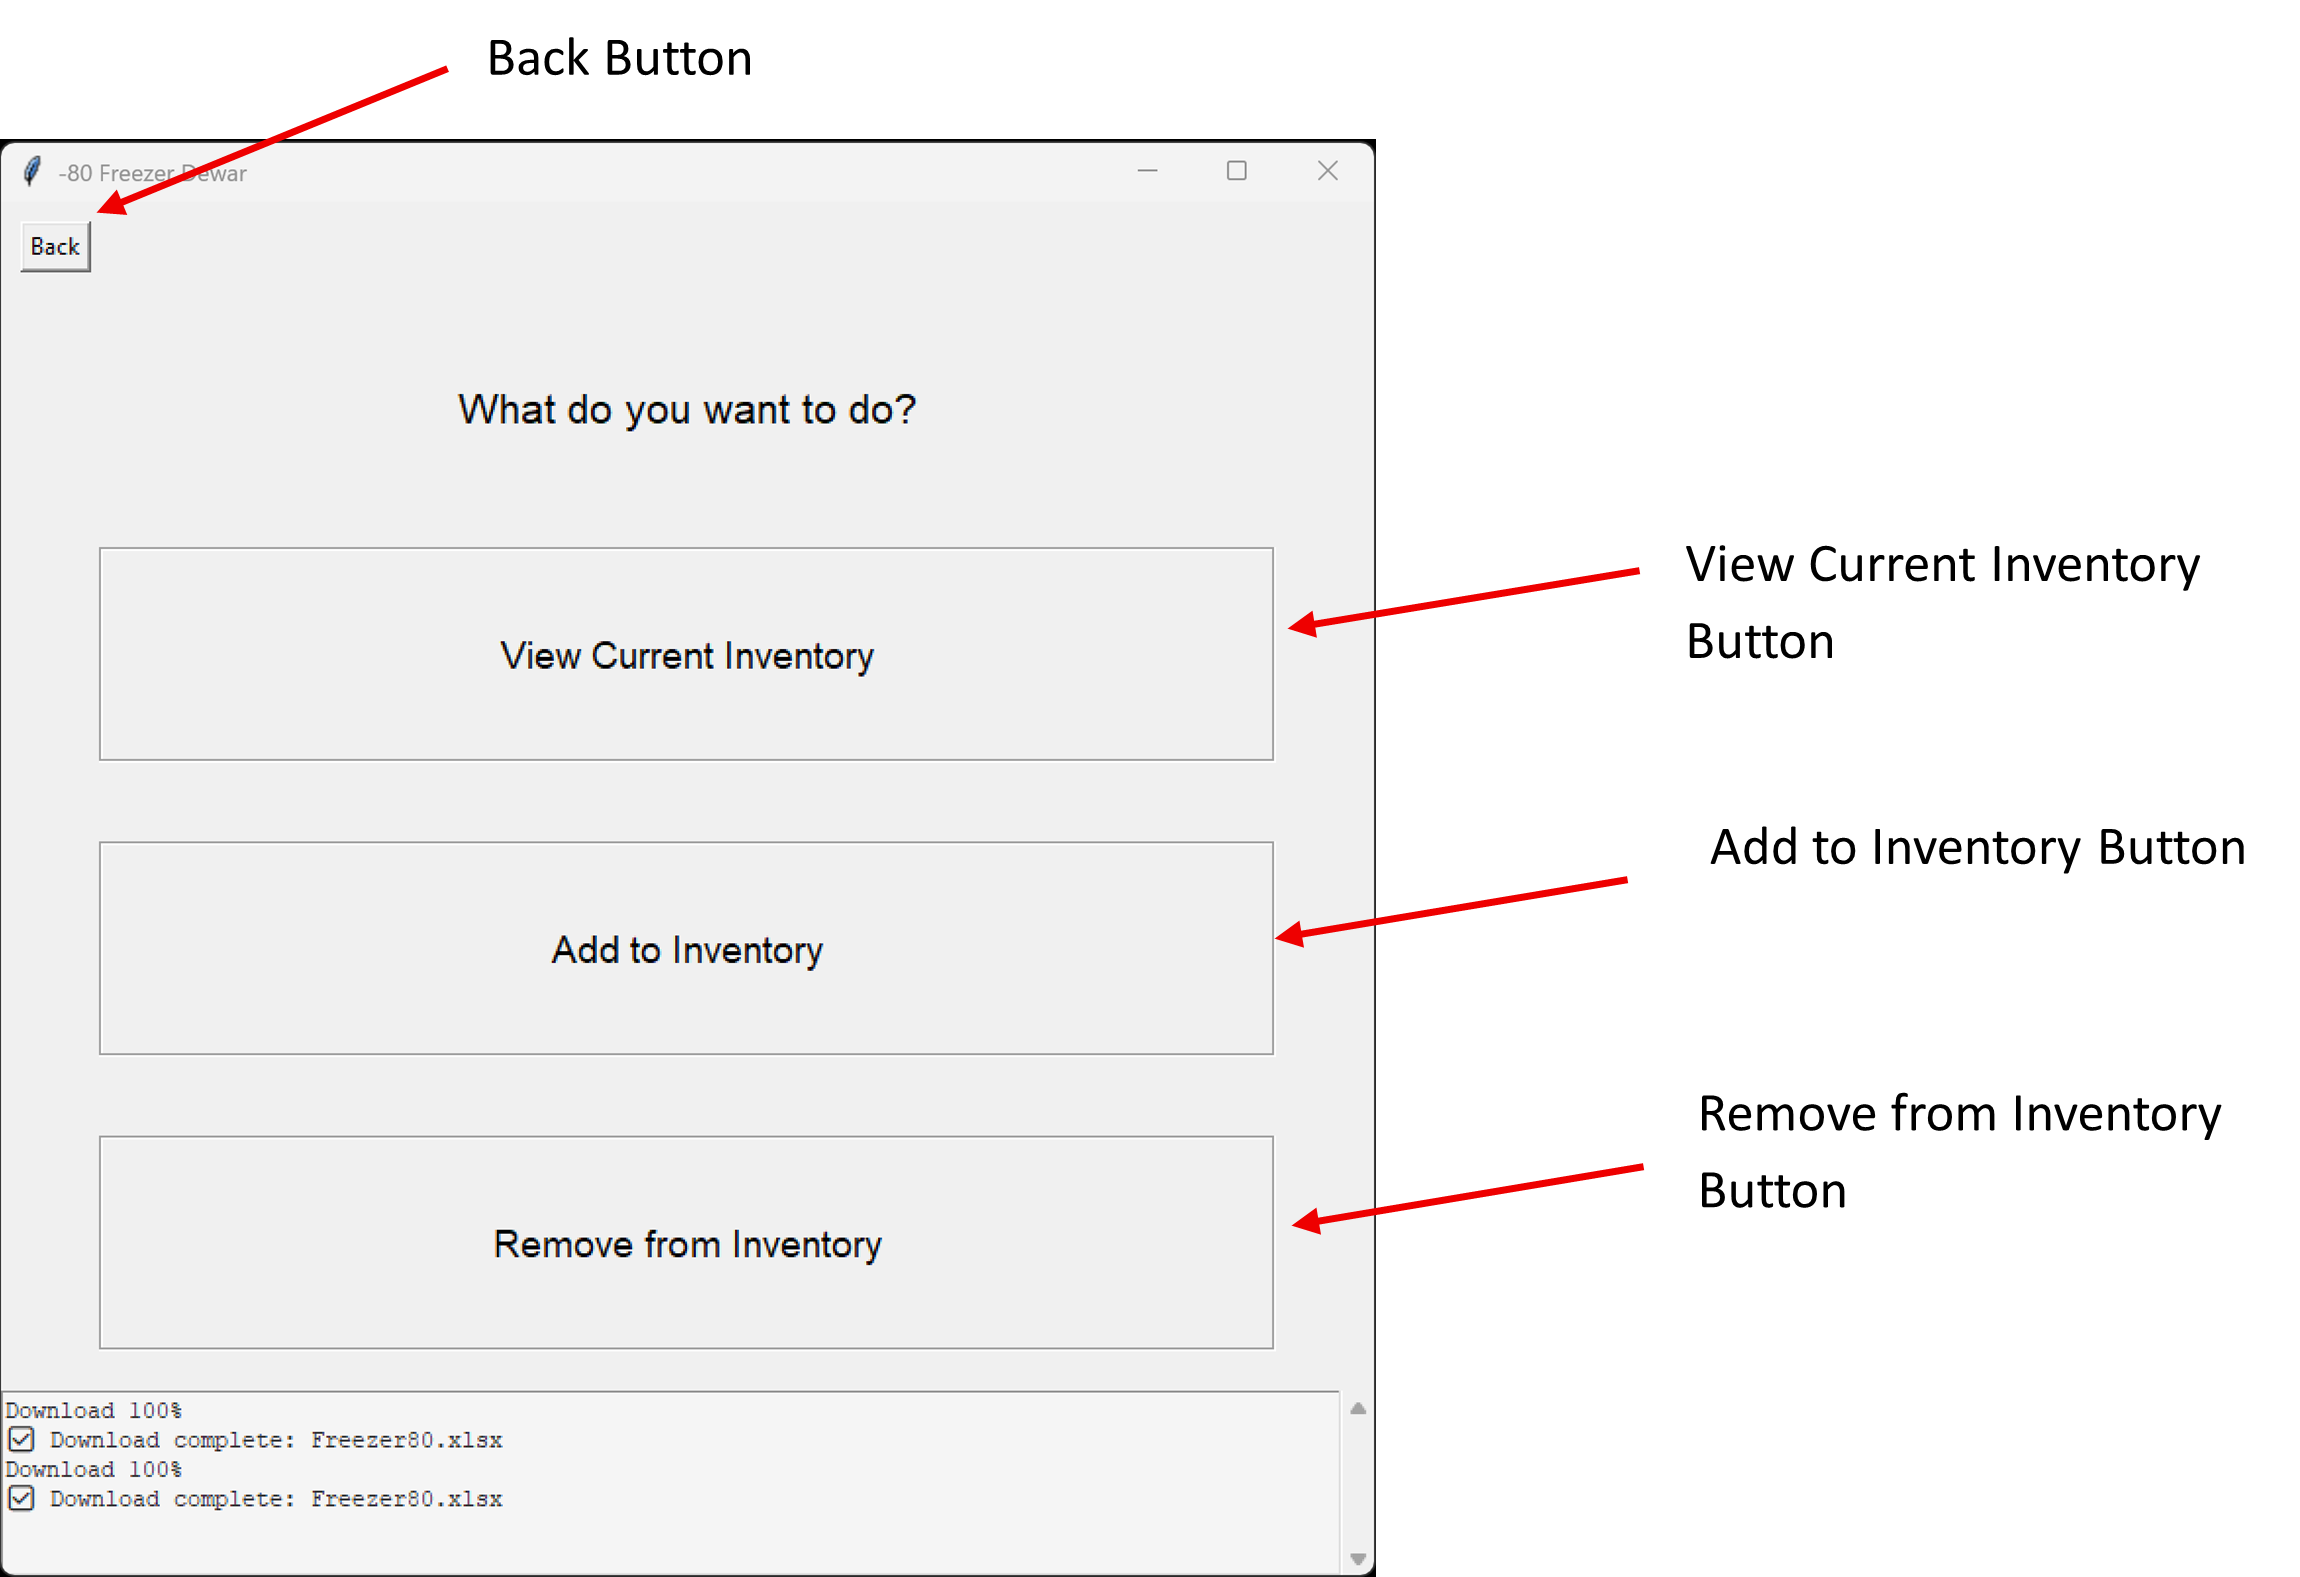 Back Button
-80 Freezer Dewar
Back
What do you want to do?
View Current Inventory
View Current Inventory
Button
Add to Inventory
Add to Inventory Button
Remove from Inventory
Remove from Inventory
Button
Download 100%
☑ Download complete: Freezer80.xlsx
Download 100%
☑ Download complete: Freezer80.xlsx